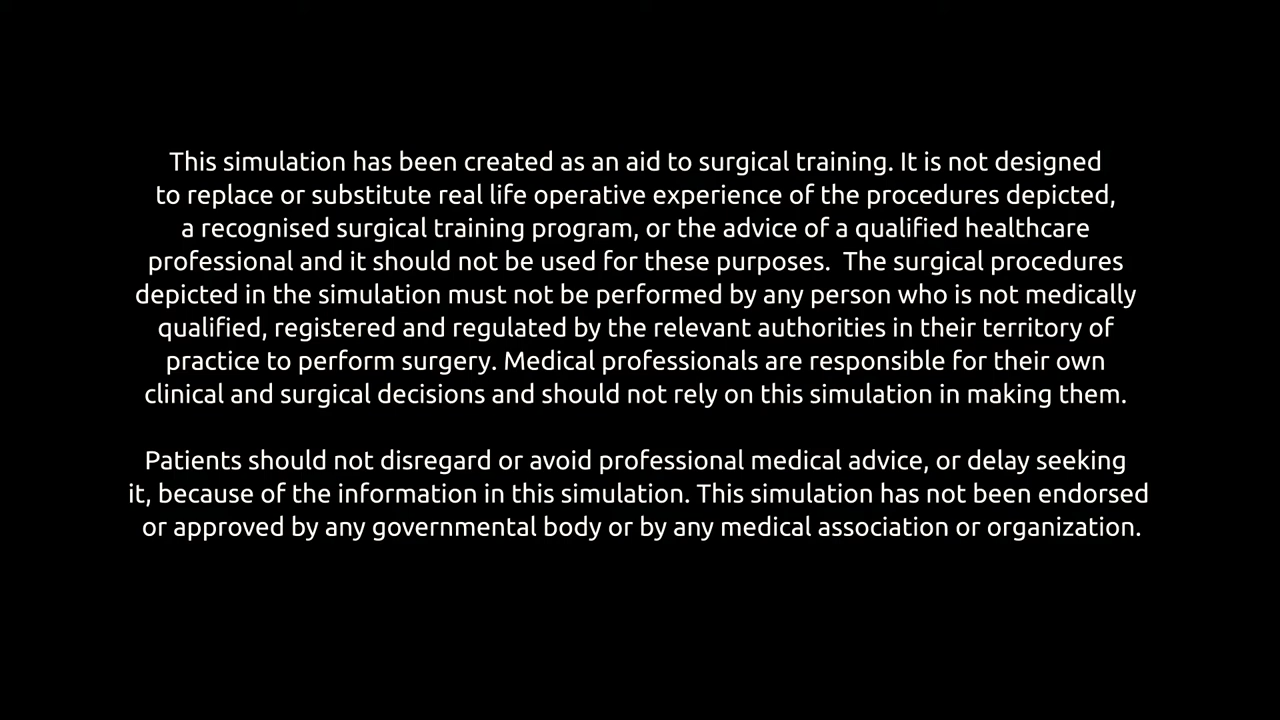 This simulation has been created as an aid to surgical training. It is not designed
to replace or substitute real life operative experience of the procedures depicted,
a recognised surgical training program, or the advice of a qualified healthcare
professional and it should not be used for these purposes.  The surgical procedures
depicted in the simulation must not be performed by any person who is not medically
qualified, registered and regulated by the relevant authorities in their territory of
practice to perform surgery. Medical professionals are responsible for their own
clinical and surgical decisions and should not rely on this simulation in making them.
Patients should not disregard or avoid professional medical advice, or delay seeking
it, because of the information in this simulation. This simulation has not been endorsed
or approved by any governmental body or by any medical association or organization.